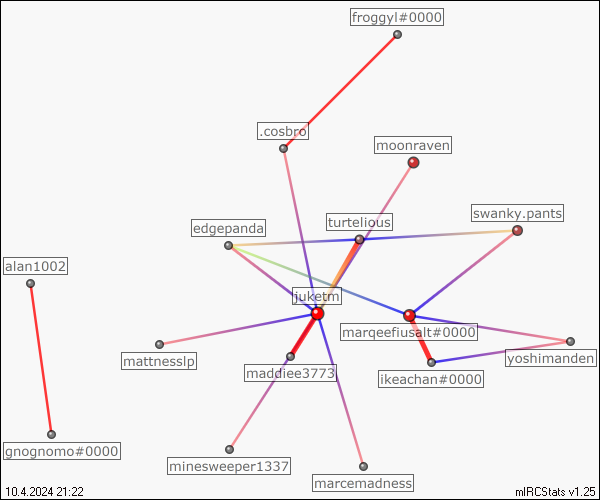 froggyl#0000
.cosbro
moonraven
swanky.pants
turtelious
edgepanda
alan1002
juketm
marqeefiusalt#0000
mattnesslp
yoshimanden
maddiee3773
ikeachan#0000
gnognomo#0000
minesweeper1337
marcemadness
10.4.2024 21:22
mIRCStats v1.25